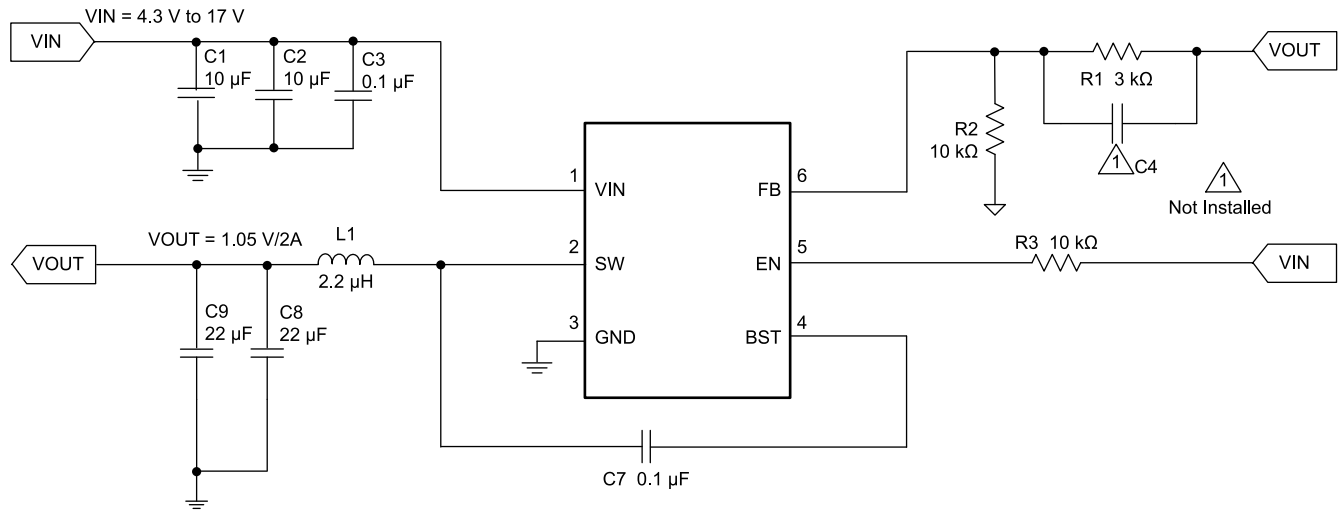 VIN = 4.3 V to 17 V
VIN
C1
10 µF
C2
10 µF
C3
0.1 µF
VOUT
R1 3 kΩ
R2
10 kΩ
1
C4
1
Not Installed
1
VIN
FB
6
VOUT = 1.05 V/2A
L1
2.2 µH
VOUT
2
SW
EN
5
R3 10 kΩ
VIN
C9
22 µF
C8
22 µF
3
GND
BST
4
C7 0.1 µF